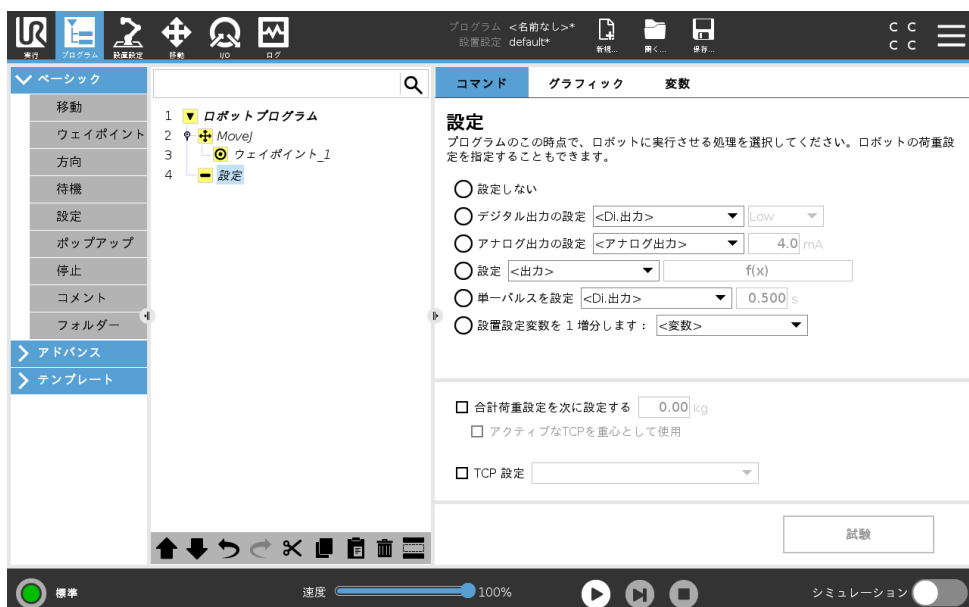 UR
実行
プログラム
設置設定
移動
I/O
ログ
プログラム <名前なし>*
設置設定 default*
新規...
開く...
保存...
C C
C C
ベーシック
移動
ウェイポイント
方向
待機
設定
ポップアップ
停止
コメント
フォルダー
アドバンス
テンプレート
1 ロボットプログラム
2 MoveJ
3 ウェイポイント_1
4 設定
コマンド グラフィック 変数
設定
プログラムのこの時点で、ロボットに実行させる処理を選択してください。ロボットの荷重設
定を指定することもできます。
設定しない
デジタル出力の設定 <Di.出力> Low
アナログ出力の設定 <アナログ出力> 4.0 mA
設定 <出力> f(x)
単一パルスを設定 <Di.出力> 0.500 s
設置設定変数を 1 増分します： <変数>
合計荷重設定を次に設定する 0.00 kg
アクティブなTCPを重心として使用
TCP 設定
試験
標準
速度 100%
シミュレーション